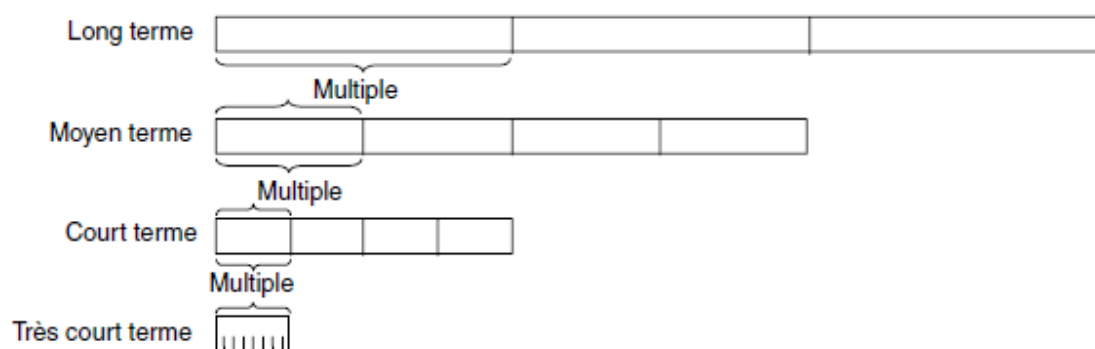 Long terme
Multiple
Moyen terme
Multiple
Court terme
Multiple
Très court terme